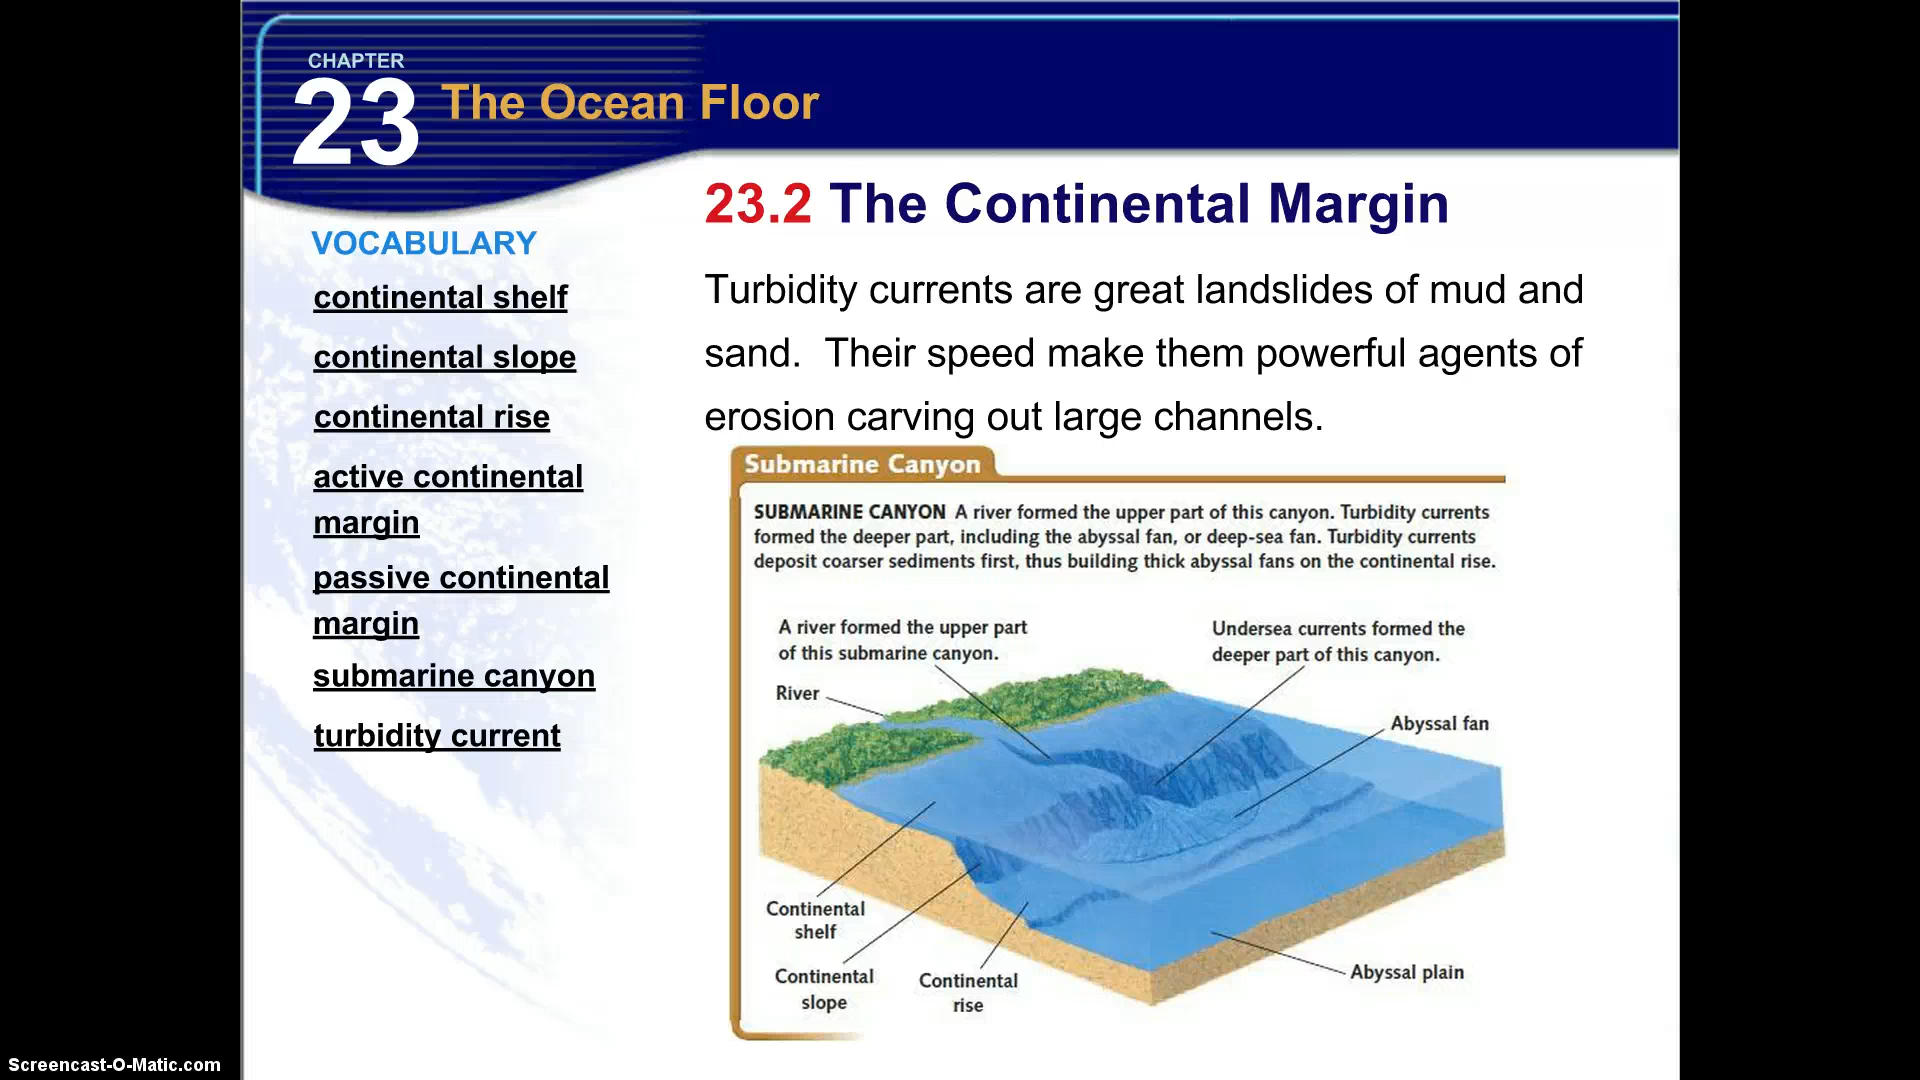 CHAPTER
23
The Ocean Floor
23.2 The Continental Margin
VOCABULARY
continental shelf
continental slope
continental rise
active continental
margin
passive continental
margin
submarine canyon
turbidity current
Turbidity currents are great landslides of mud and
sand.  Their speed make them powerful agents of
erosion carving out large channels.
Submarine Canyon
SUBMARINE CANYON A river formed the upper part of this canyon. Turbidity currents
formed the deeper part, including the abyssal fan, or deep-sea fan. Turbidity currents
deposit coarser sediments first, thus building thick abyssal fans on the continental rise.
A river formed the upper part
of this submarine canyon.
Undersea currents formed the
deeper part of this canyon.
River
Abyssal fan
Continental
shelf
Continental
slope
Continental
rise
Abyssal plain
Screencast-O-Matic.com